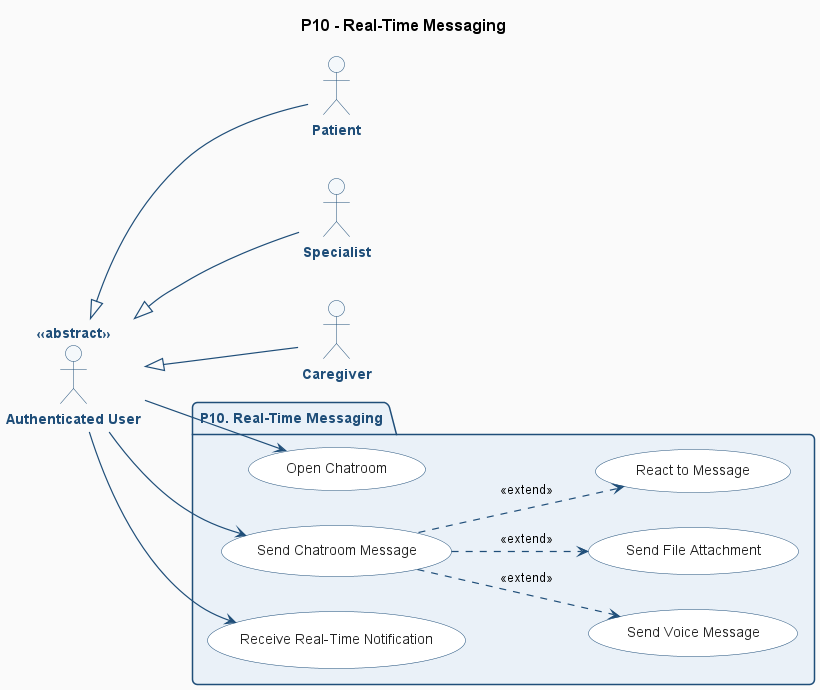 P10 - Real-Time Messaging
Patient
Specialist
«abstract»
Caregiver
Authenticated User
P10. Real-Time Messaging
Open Chatroom
React to Message
«extend»
Send Chatroom Message
«extend»
Send File Attachment
«extend»
Receive Real-Time Notification
Send Voice Message